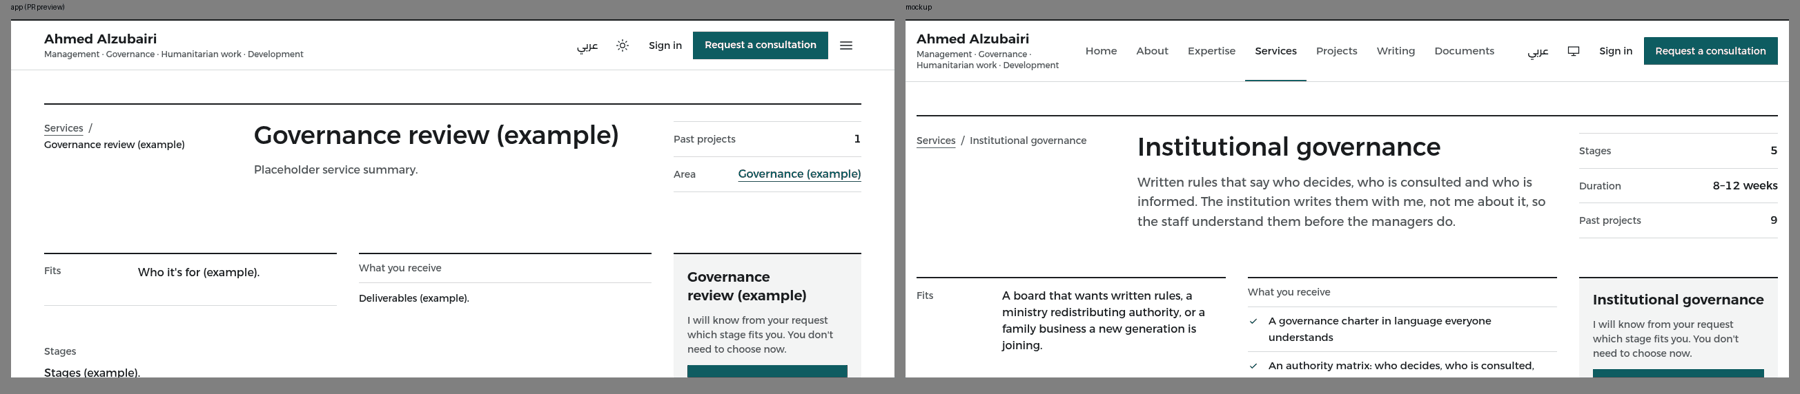 app (PR preview)
Ahmed Alzubairi
Management · Governance · Humanitarian work · Development
عربي
Sign in
Request a consultation
Services /
Governance review (example)
Governance review (example)
Placeholder service summary.
Past projects 1
Area Governance (example)
Fits
Who it's for (example).
What you receive
Deliverables (example).
Governance
review (example)
I will know from your request
which stage fits you. You don't
need to choose now.
Stages
Stages (example).
mockup
Ahmed Alzubairi
Management · Governance ·
Humanitarian work · Development
Home About Expertise Services Projects Writing Documents
عربي
Sign in
Request a consultation
Services / Institutional governance
Institutional governance
Written rules that say who decides, who is consulted and who is
informed. The institution writes them with me, not me about it, so
the staff understand them before the managers do.
Stages 5
Duration 8–12 weeks
Past projects 9
Fits
A board that wants written rules, a
ministry redistributing authority, or a
family business a new generation is
joining.
What you receive
A governance charter in language everyone
understands
An authority matrix: who decides, who is consulted,
Institutional governance
I will know from your request
which stage fits you. You don't
need to choose now.